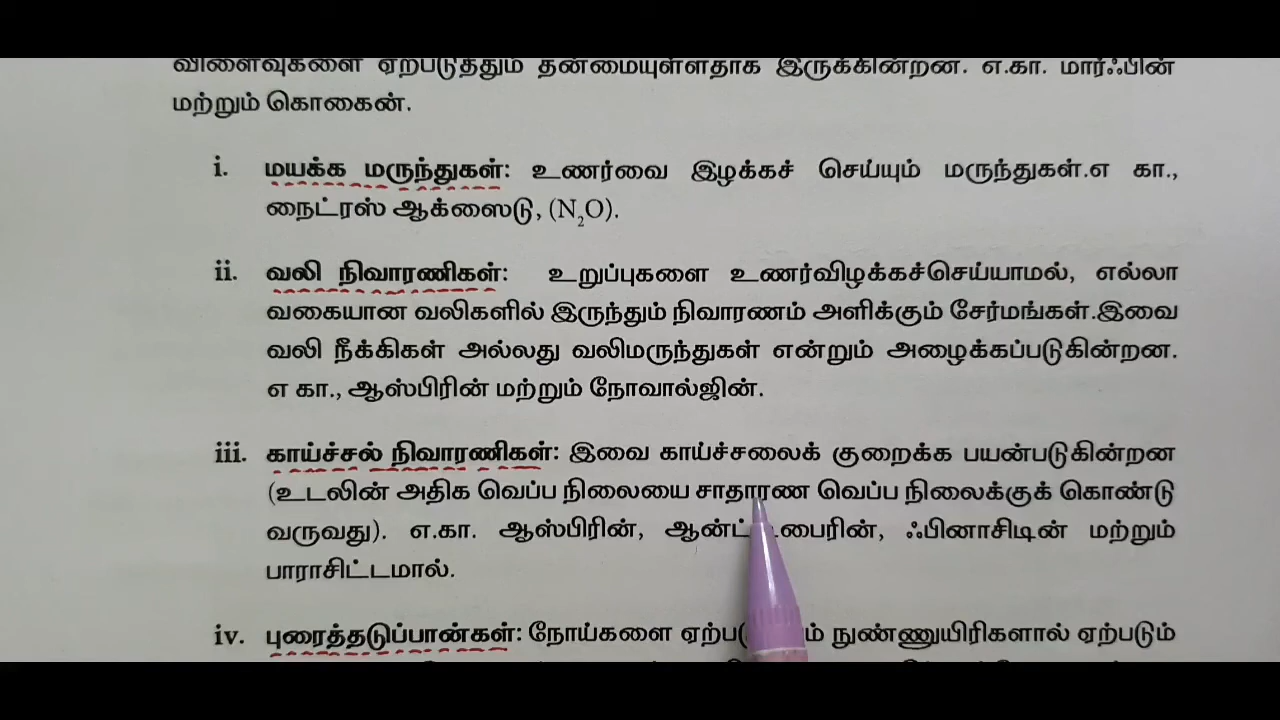 விளைவுகளை ஏற்படுத்தும் தன்மையுள்ளதாக இருக்கின்றன. எ.கா. மார்ஃபின்
மற்றும் கொகைன்.
i. மயக்க மருந்துகள்: உணர்வை இழக்கச் செய்யும் மருந்துகள்.எ கா.,
நைட்ரஸ் ஆக்ஸைடு, (N₂O).
ii. வலி நிவாரணிகள்: உறுப்புகளை உணர்விழக்கச்செய்யாமல், எல்லா
வகையான வலிகளில் இருந்தும் நிவாரணம் அளிக்கும் சேர்மங்கள்.இவை
வலி நீக்கிகள் அல்லது வலிமருந்துகள் என்றும் அழைக்கப்படுகின்றன.
எ கா., ஆஸ்பிரின் மற்றும் நோவால்ஜின்.
iii. காய்ச்சல் நிவாரணிகள்: இவை காய்ச்சலைக் குறைக்க பயன்படுகின்றன
(உடலின் அதிக வெப்ப நிலையை சாதாரண வெப்ப நிலைக்குக் கொண்டு
வருவது). எ.கா. ஆஸ்பிரின், ஃபினாசிடின் மற்றும்
பாராசிட்டமால்.
iv. புரைத்தடுப்பான்கள்: நோய்களை நுண்ணுயிரிகளால் ஏற்படும்